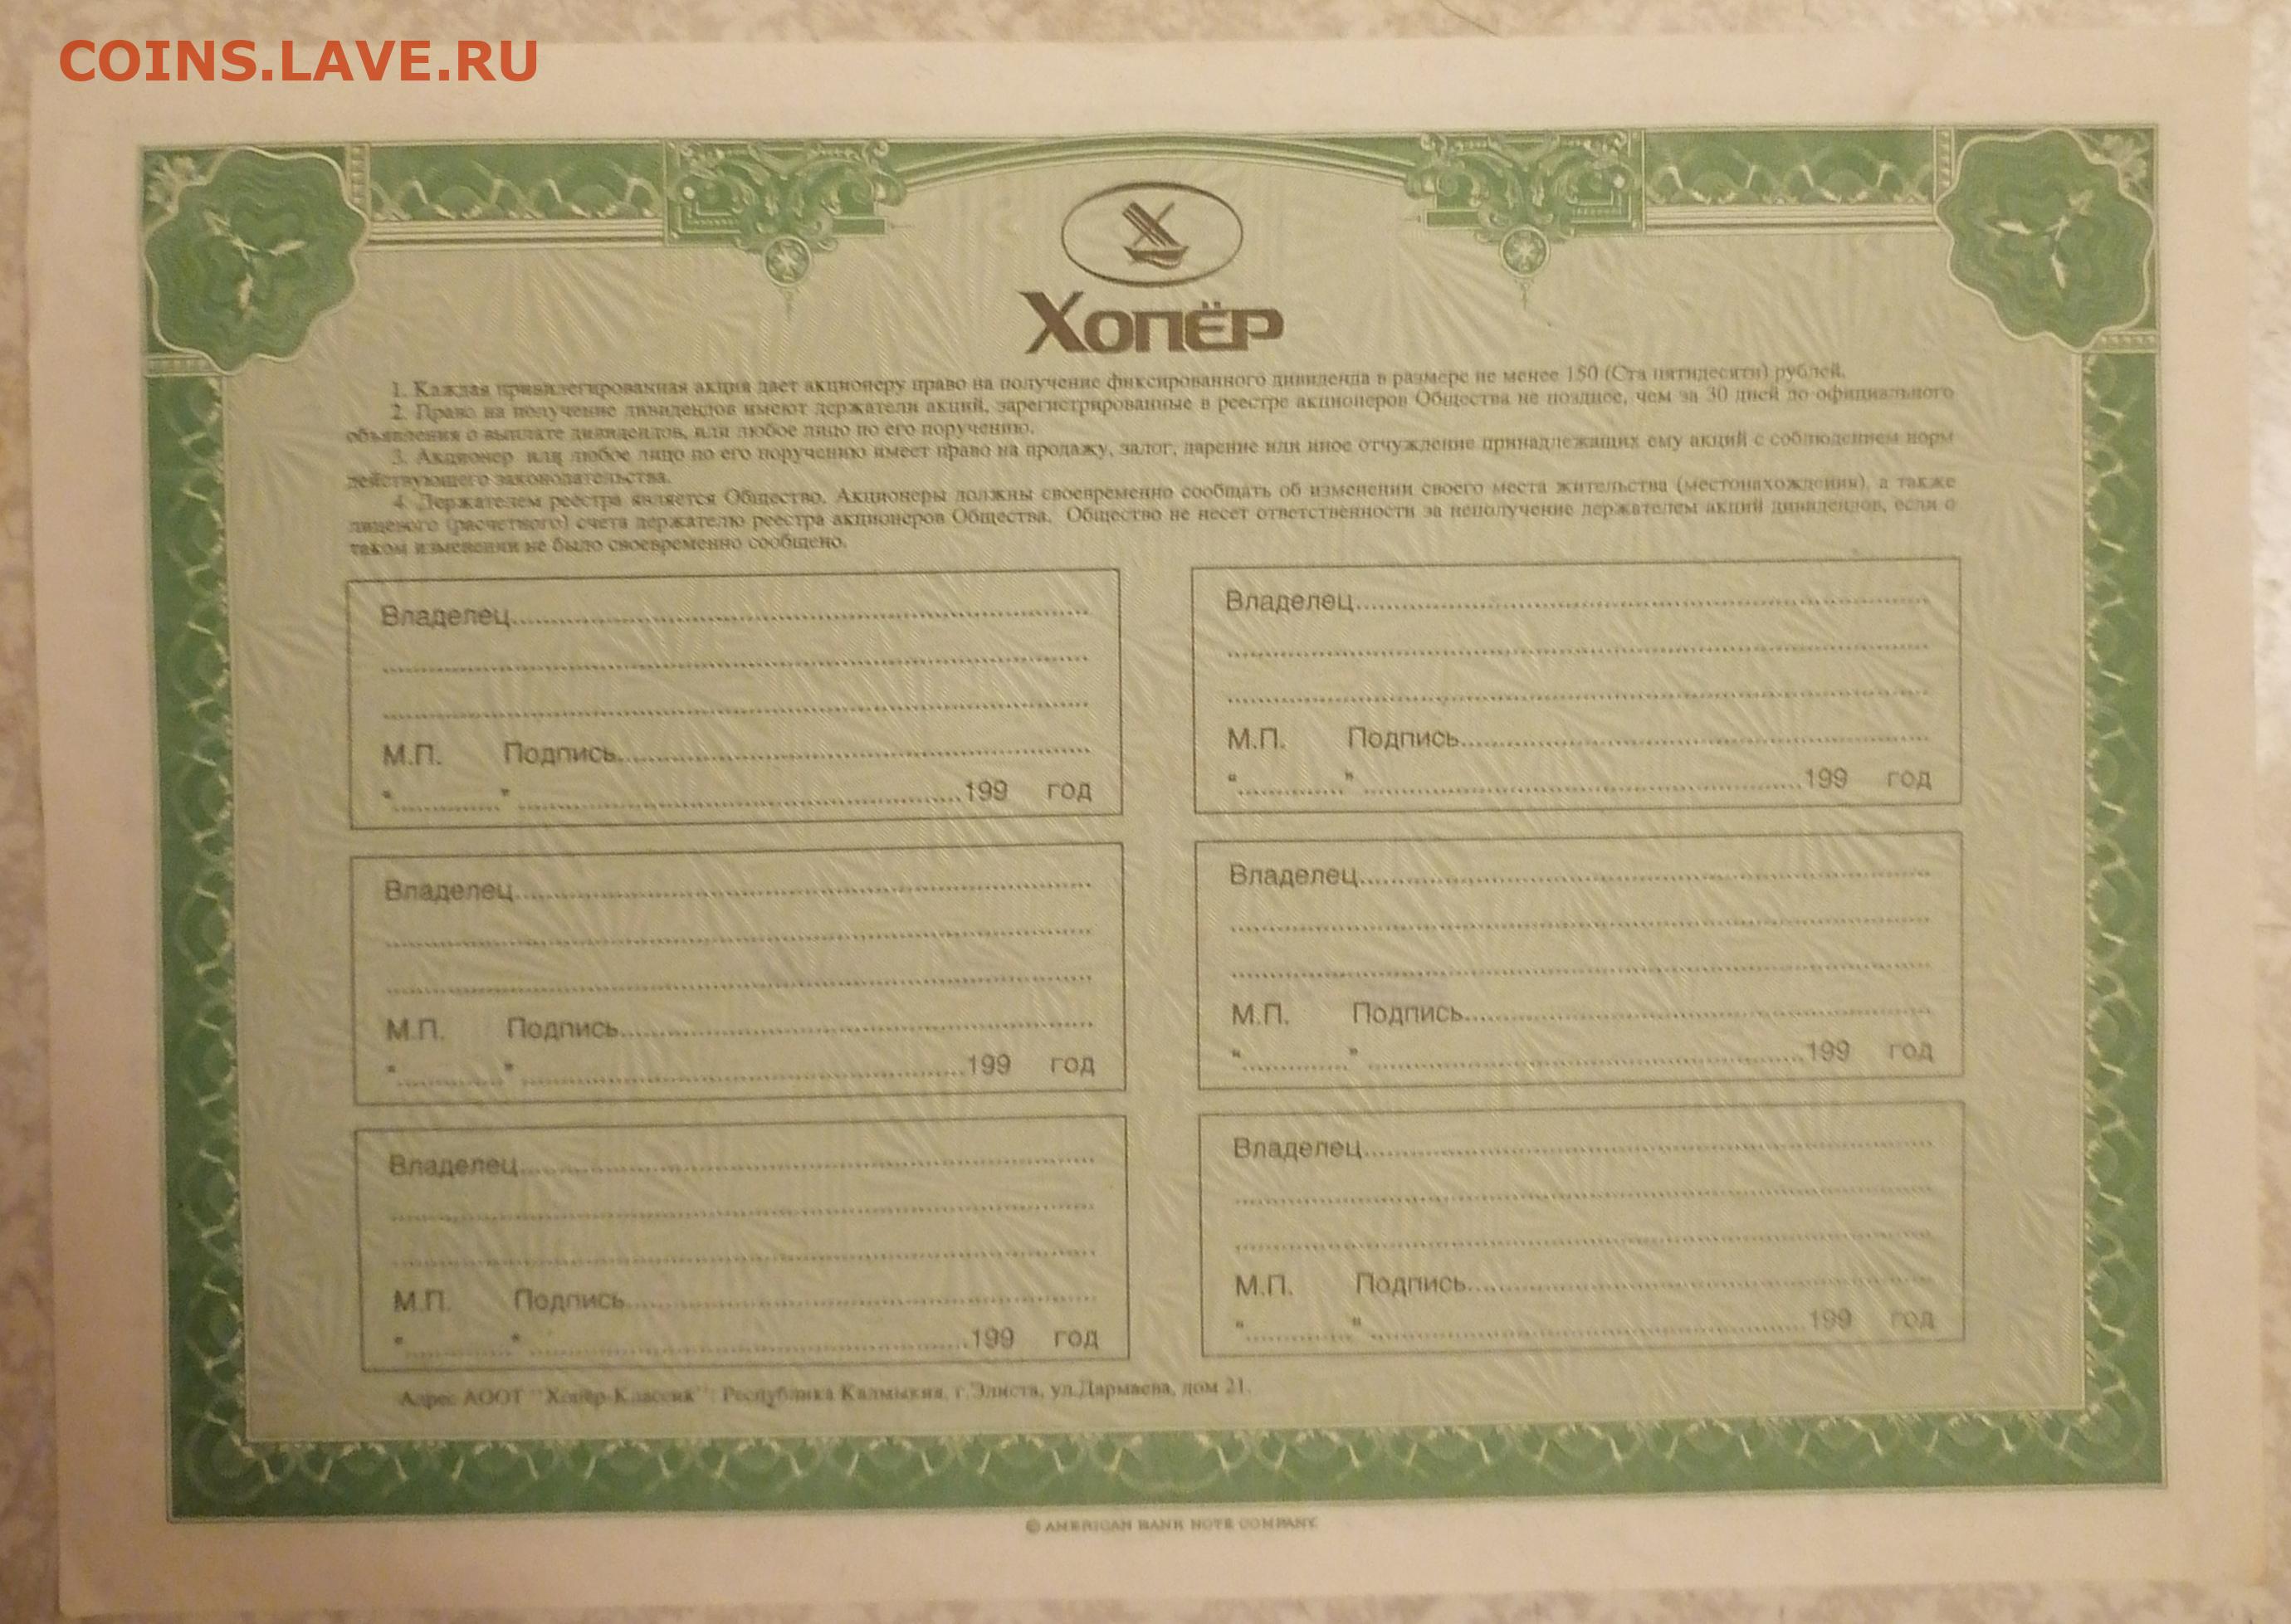 COINS.LAVE.RU
ХОПЁР
1. Каждая привилегированная акция дает акционеру право на получение фиксированного дивиденда в размере не менее 150 (Ста пятидесяти) рублей.
2. Право на получение дивидендов имеют держатели акций, зарегистрированные в реестре акционеров Общества не позднее, чем за 30 дней до официального
объявления о выплате дивидендов, или любое лицо по его поручению.
3. Акционер или любое лицо по его поручению имеет право на продажу, залог, дарение или иное отчуждение принадлежащих ему акций с соблюдением норм
действующего законодательства.
4. Держателем реестра является Общество. Акционеры должны своевременно сообщать об изменении своего места жительства (местонахождения), а также
лицевого (расчетного) счета держателю реестра акционеров Общества. Общество не несет ответственности за неполучение держателем акций дивидендов, если о
таком изменении не было своевременно сообщено.
Владелец
М.П. Подпись
“ ” 199 год
Владелец
М.П. Подпись
“ ” 199 год
Владелец
М.П. Подпись
“ ” 199 год
Владелец
М.П. Подпись
“ ” 199 год
Владелец
М.П. Подпись
“ ” 199 год
Владелец
М.П. Подпись
“ ” 199 год
Адрес АООТ "Хопёр-Классик": Республика Калмыкия, г.Элиста, ул.Дармаева, дом 21.
© AMERICAN BANK NOTE COMPANY